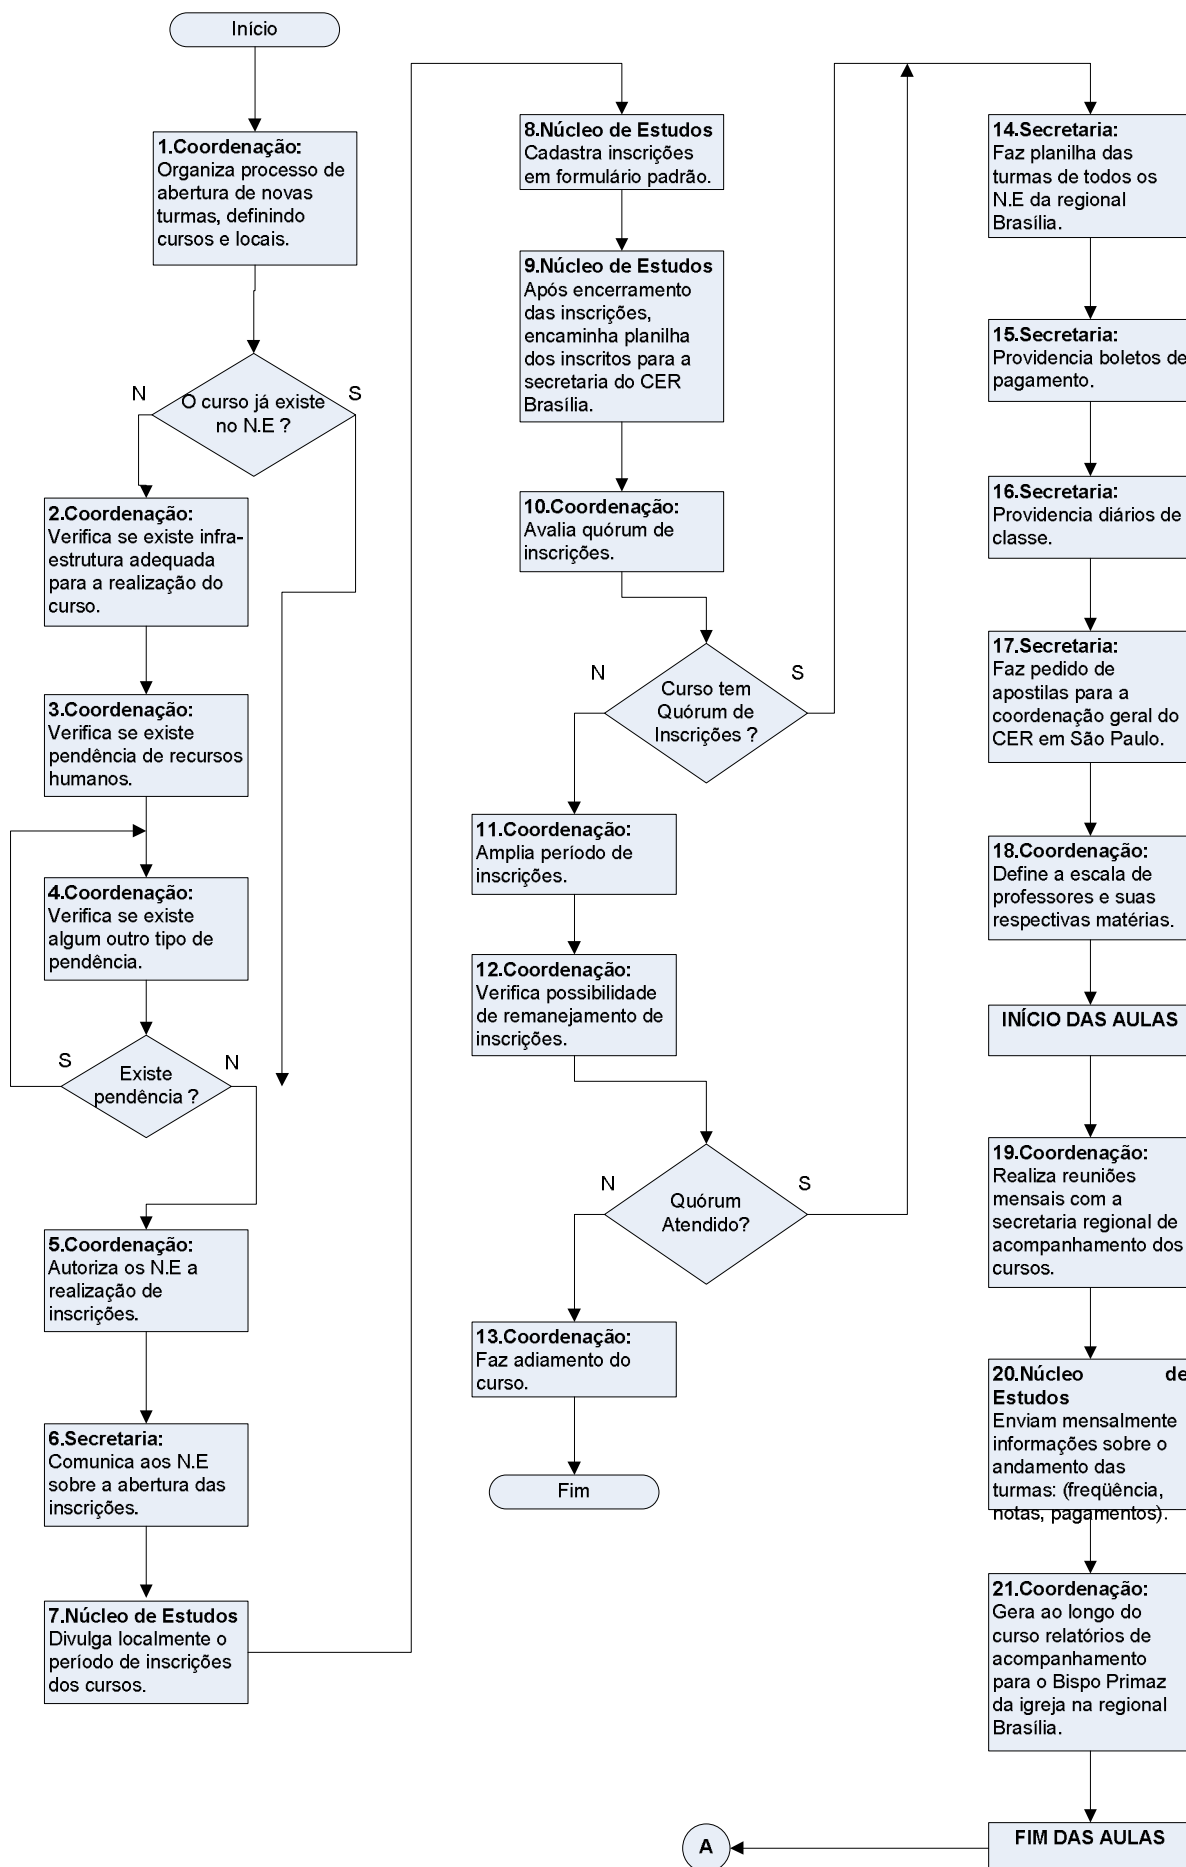 Início
1.Coordenação:
Organiza processo de
abertura de novas
turmas, definindo
cursos e locais.
N
S
O curso já existe
no N.E ?
2.Coordenação:
Verifica se existe infra-
estrutura adequada
para a realização do
curso.
3.Coordenação:
Verifica se existe
pendência de recursos
humanos.
4.Coordenação:
Verifica se existe
algum outro tipo de
pendência.
S
N
Existe
pendência ?
5.Coordenação:
Autoriza os N.E a
realização de
inscrições.
6.Secretaria:
Comunica aos N.E
sobre a abertura das
inscrições.
7.Núcleo de Estudos
Divulga localmente o
período de inscrições
dos cursos.
8.Núcleo de Estudos
Cadastra inscrições
em formulário padrão.
9.Núcleo de Estudos
Após encerramento
das inscrições,
encaminha planilha
dos inscritos para a
secretaria do CER
Brasília.
10.Coordenação:
Avalia quórum de
inscrições.
N
S
Curso tem
Quórum de
Inscrições ?
11.Coordenação:
Amplia período de
inscrições.
12.Coordenação:
Verifica possibilidade
de remanejamento de
inscrições.
N
S
Quórum
Atendido?
13.Coordenação:
Faz adiamento do
curso.
Fim
14.Secretaria:
Faz planilha das
turmas de todos os
N.E da regional
Brasília.
15.Secretaria:
Providencia boletos de
pagamento.
16.Secretaria:
Providencia diários de
classe.
17.Secretaria:
Faz pedido de
apostilas para a
coordenação geral do
CER em São Paulo.
18.Coordenação:
Define a escala de
professores e suas
respectivas matérias.
INÍCIO DAS AULAS
19.Coordenação:
Realiza reuniões
mensais com a
secretaria regional de
acompanhamento dos
cursos.
20.Núcleo de
Estudos
Enviam mensalmente
informações sobre o
andamento das
turmas: (freqüência,
notas, pagamentos).
21.Coordenação:
Gera ao longo do
curso relatórios de
acompanhamento
para o Bispo Primaz
da igreja na regional
Brasília.
FIM DAS AULAS
A